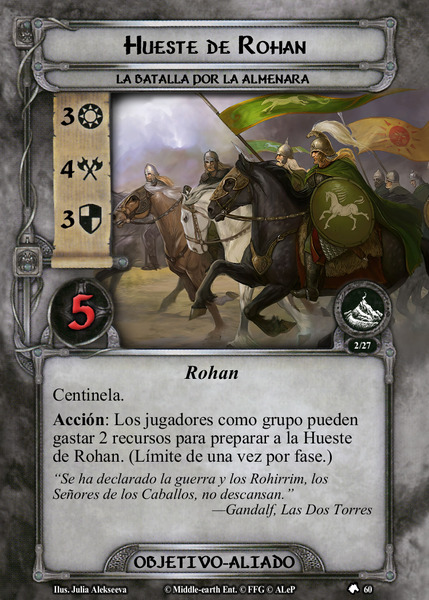 Hueste de Rohan
La Batalla por la Almenara
3
4
3
5
2/27
Rohan
Centinela.
Acción: Los jugadores como grupo pueden
gastar 2 recursos para preparar a la Hueste
de Rohan. (Límite de una vez por fase.)
“Se ha declarado la guerra y los Rohirrim, los
Señores de los Caballos, no descansan.”
—Gandalf, Las Dos Torres
Objetivo-Aliado
Ilus. Julia Alekseeva © Middle-earth Ent. © FFG © ALeP 60